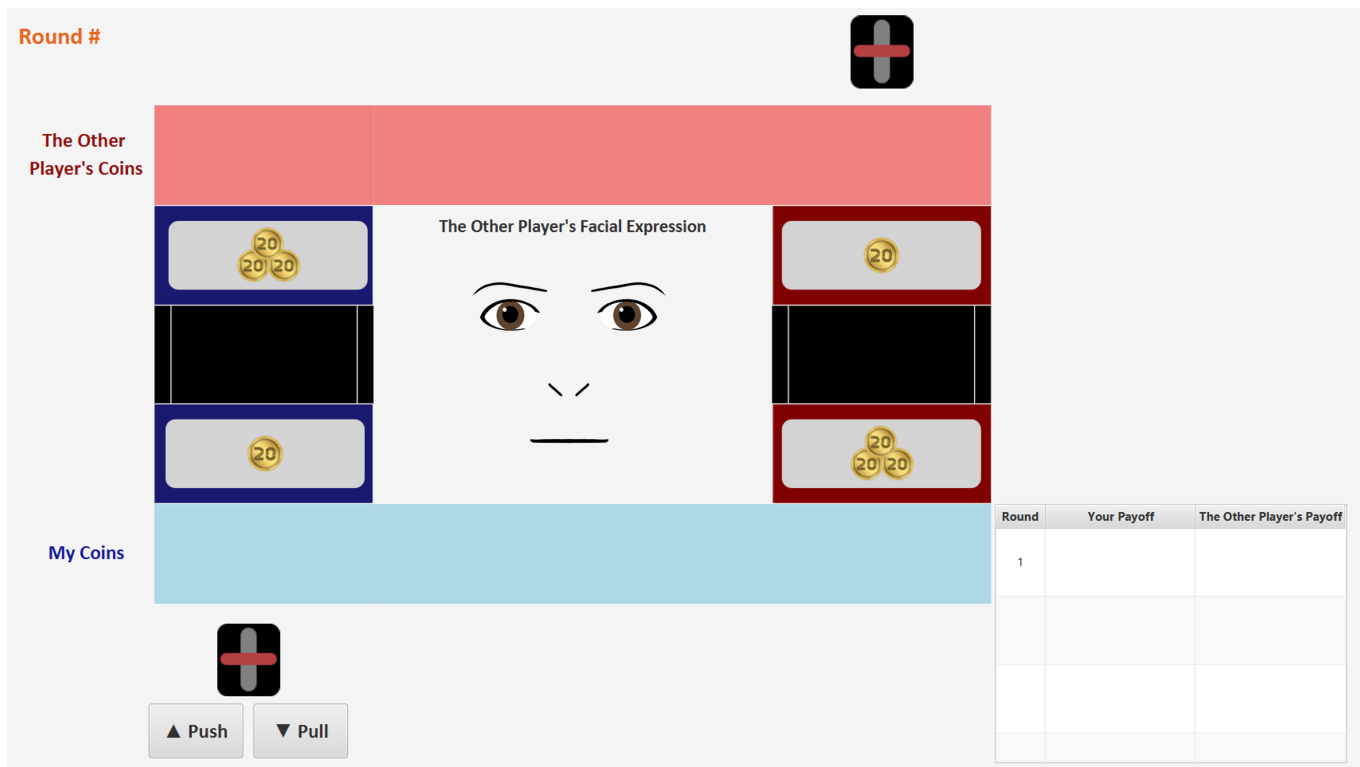 Round #
The Other
Player's Coins
The Other Player's Facial Expression
20
20 20
20
20
20
20 20
My Coins
Round Your Payoff The Other Player's Payoff
1
▲ Push ▼ Pull